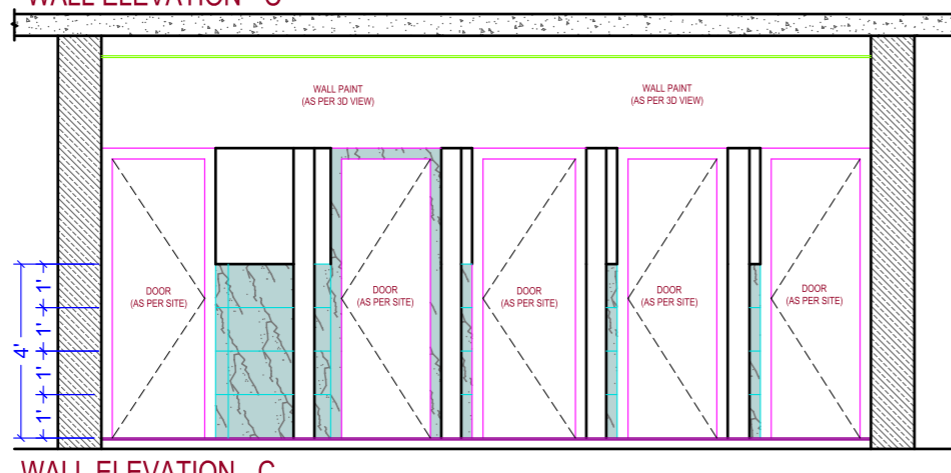 WALL ELEVATION - C
WALL PAINT
(AS PER 3D VIEW)
WALL PAINT
(AS PER 3D VIEW)
DOOR
(AS PER SITE)
DOOR
(AS PER SITE)
DOOR
(AS PER SITE)
DOOR
(AS PER SITE)
DOOR
(AS PER SITE)
4'
1'
1'
1'
1'
WALL ELEVATION - C